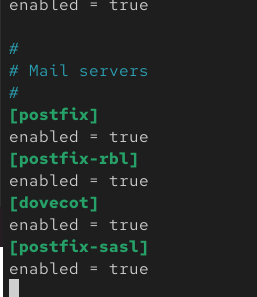 enabled = true
#
# Mail servers
#
[postfix]
enabled = true
[postfix-rbl]
enabled = true
[dovecot]
enabled = true
[postfix-sasl]
enabled = true